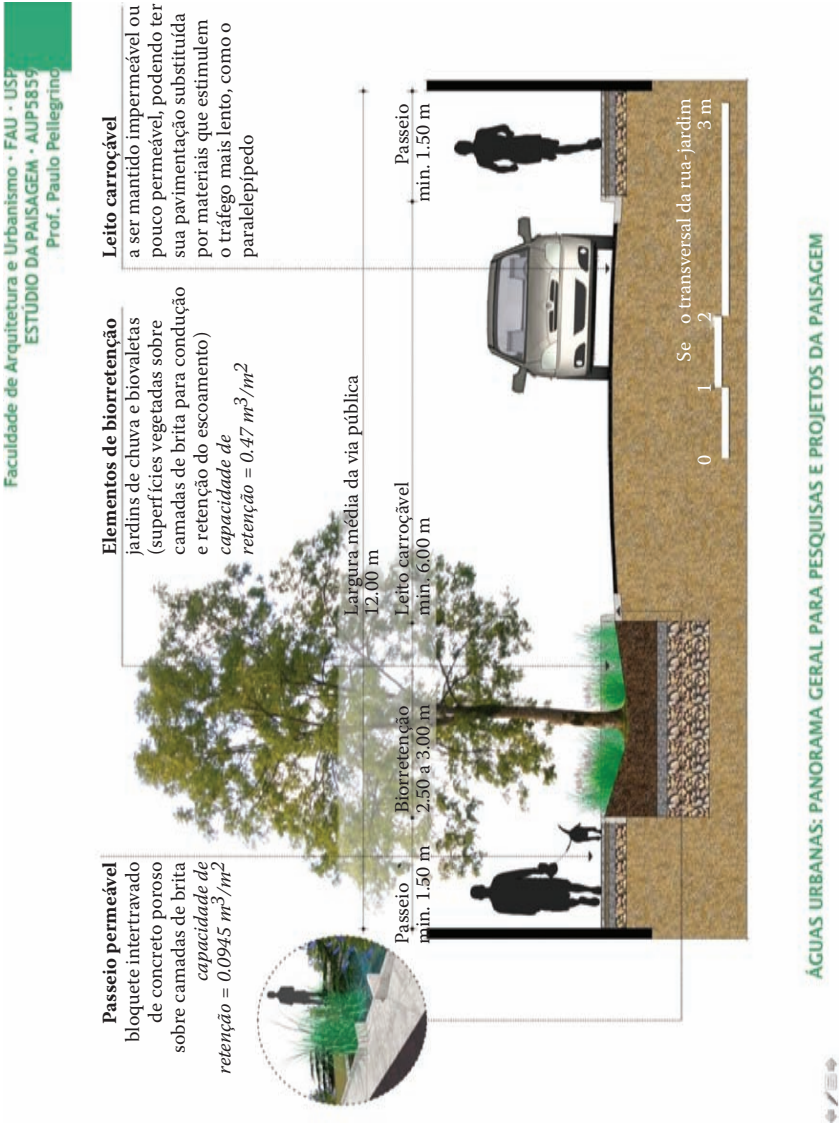 Faculdade de Arquitetura e Urbanismo · FAU · USP
ESTÚDIO DA PAISAGEM · AUP5859
Prof. Paulo Pellegrino
Passeio permeável
bloquete intertravado
de concreto poroso
sobre camadas de brita
capacidade de
retenção = 0.0945 m³/m²
Elementos de biorretenção
jardins de chuva e biovaletas
(superfícies vegetadas sobre
camadas de brita para condução
e retenção do escoamento)
capacidade de
retenção = 0.47 m³/m²
Leito carroçável
a ser mantido impermeável ou
pouco permeável, podendo ter
sua pavimentação substituída
por materiais que estimulem
o tráfego mais lento, como o
paralelepípedo
Largura média da via pública
12.00 m
Passeio
min. 1.50 m
Biorretenção
2.50 a 3.00 m
Leito carroçável
min. 6.00 m
Passeio
min. 1.50 m
Se o transversal da rua-jardim
0 1 2 3 m
ÁGUAS URBANAS: PANORAMA GERAL PARA PESQUISAS E PROJETOS DA PAISAGEM